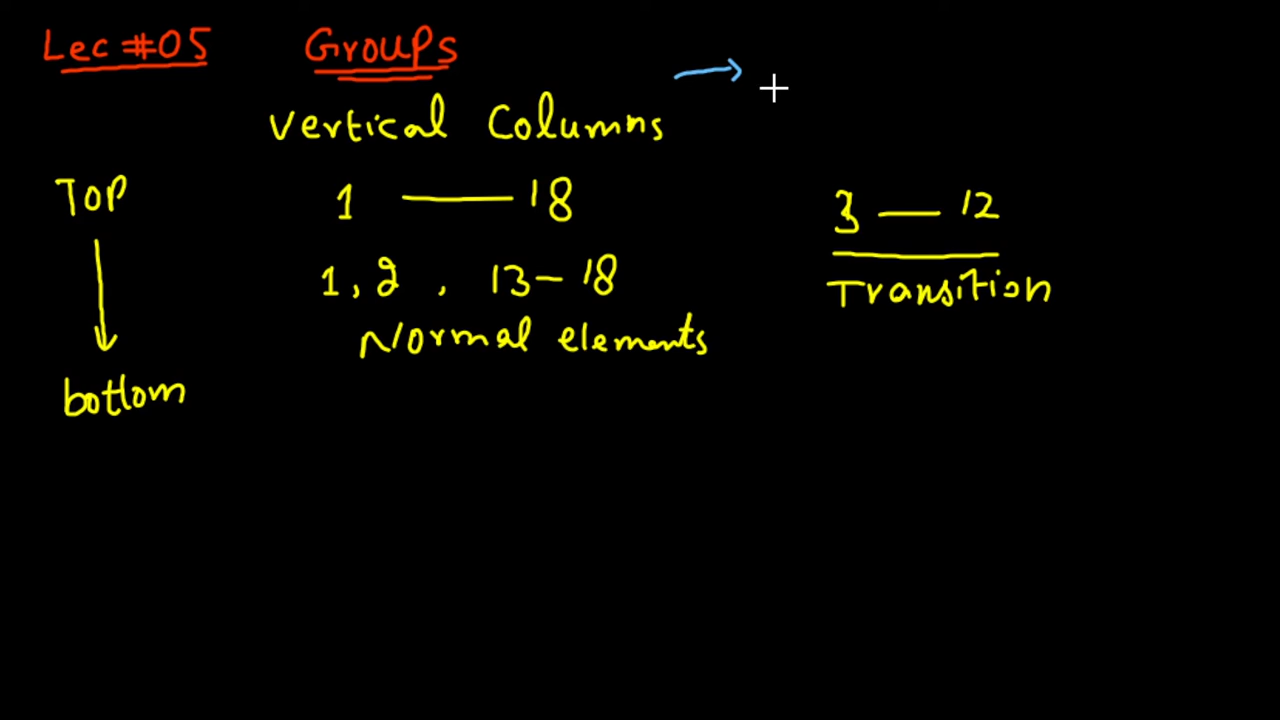 Lec #05 Groups
Vertical Columns
Top 1 — 18
3 — 12
1, 2 , 13 - 18
Transition
Normal elements
bottom